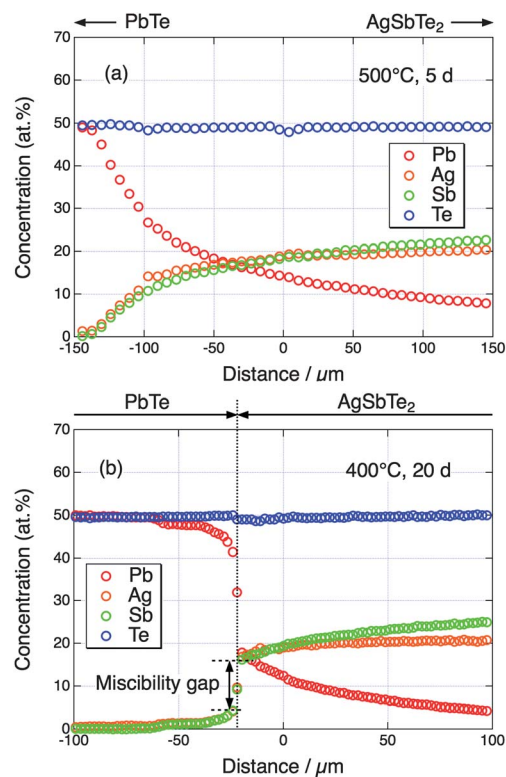 PbTe AgSbTe₂
(a) 500°C, 5 d
Concentration (at.%)
70
60
50
40
30
20
10
0
Pb
Ag
Sb
Te
-150 -100 -50 0 50 100 150
Distance / µm
PbTe AgSbTe₂
(b) 400°C, 20 d
Concentration (at.%)
70
60
50
40
30
20
10
0
Pb
Ag
Sb
Te
Miscibility gap
-100 -50 0 50 100
Distance / µm